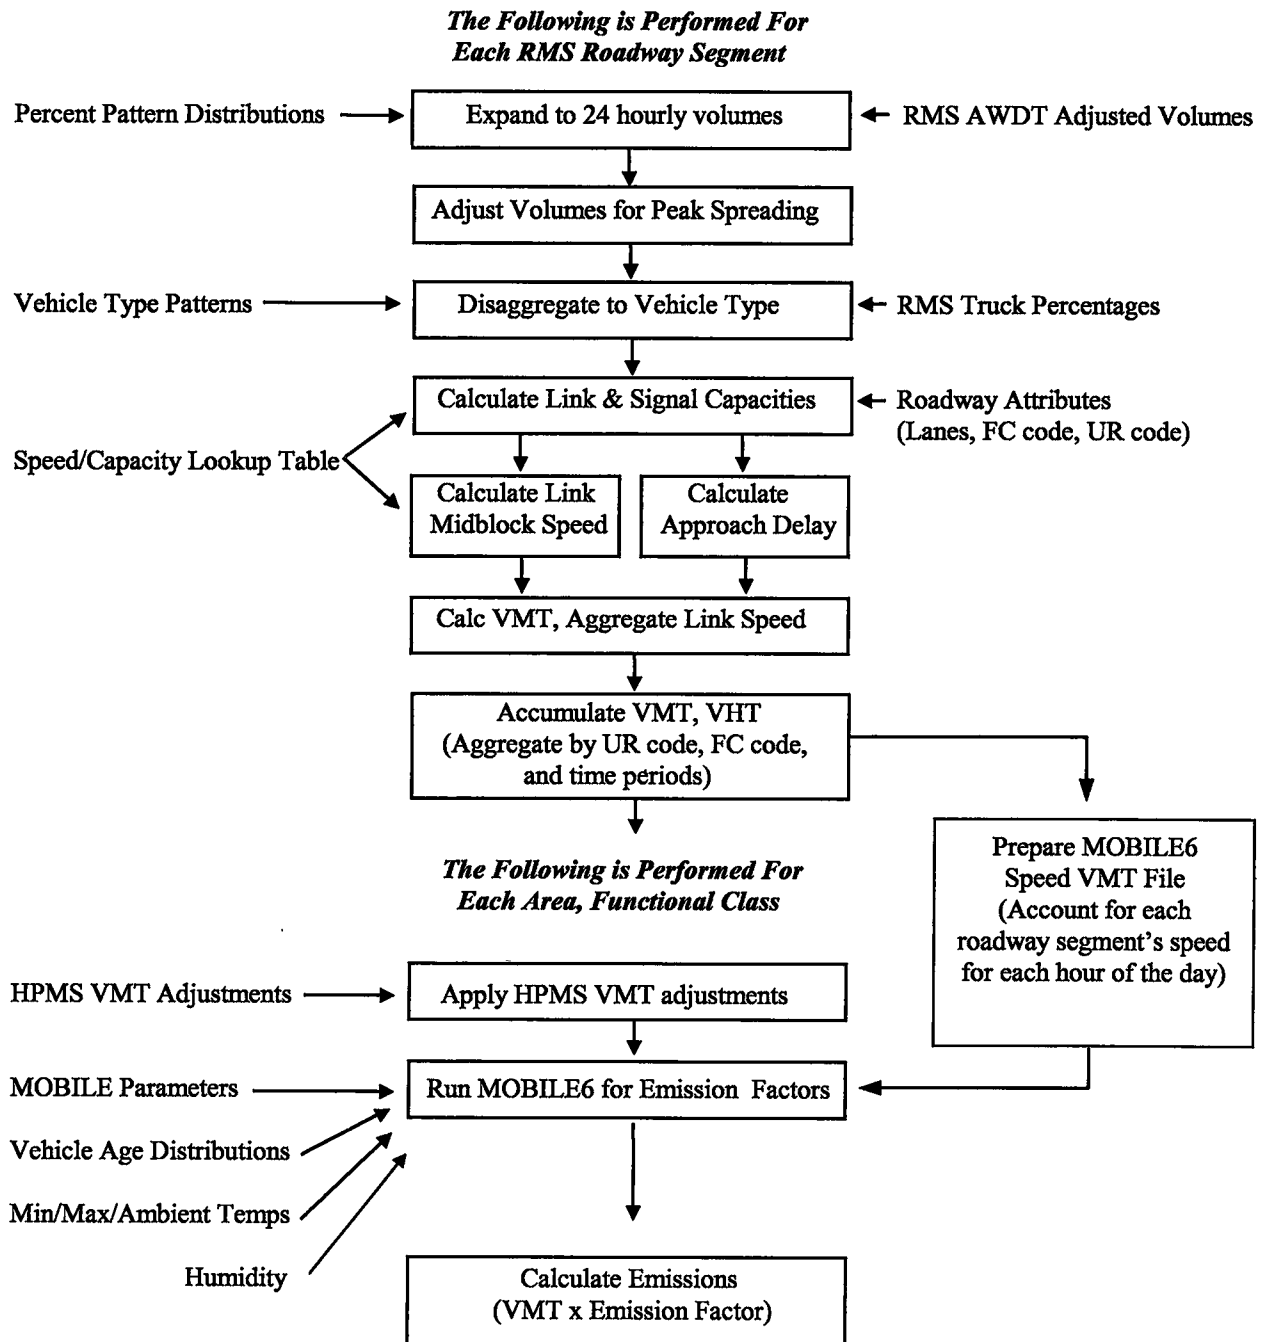 The Following is Performed For
Each RMS Roadway Segment
Percent Pattern Distributions
Expand to 24 hourly volumes
RMS AWDT Adjusted Volumes
Adjust Volumes for Peak Spreading
Vehicle Type Patterns
Disaggregate to Vehicle Type
RMS Truck Percentages
Calculate Link & Signal Capacities
Roadway Attributes
(Lanes, FC code, UR code)
Speed/Capacity Lookup Table
Calculate Link
Midblock Speed
Calculate
Approach Delay
Calc VMT, Aggregate Link Speed
Accumulate VMT, VHT
(Aggregate by UR code, FC code,
and time periods)
Prepare MOBILE6
Speed VMT File
(Account for each
roadway segment's speed
for each hour of the day)
The Following is Performed For
Each Area, Functional Class
HPMS VMT Adjustments
Apply HPMS VMT adjustments
MOBILE Parameters
Run MOBILE6 for Emission Factors
Vehicle Age Distributions
Min/Max/Ambient Temps
Humidity
Calculate Emissions
(VMT x Emission Factor)